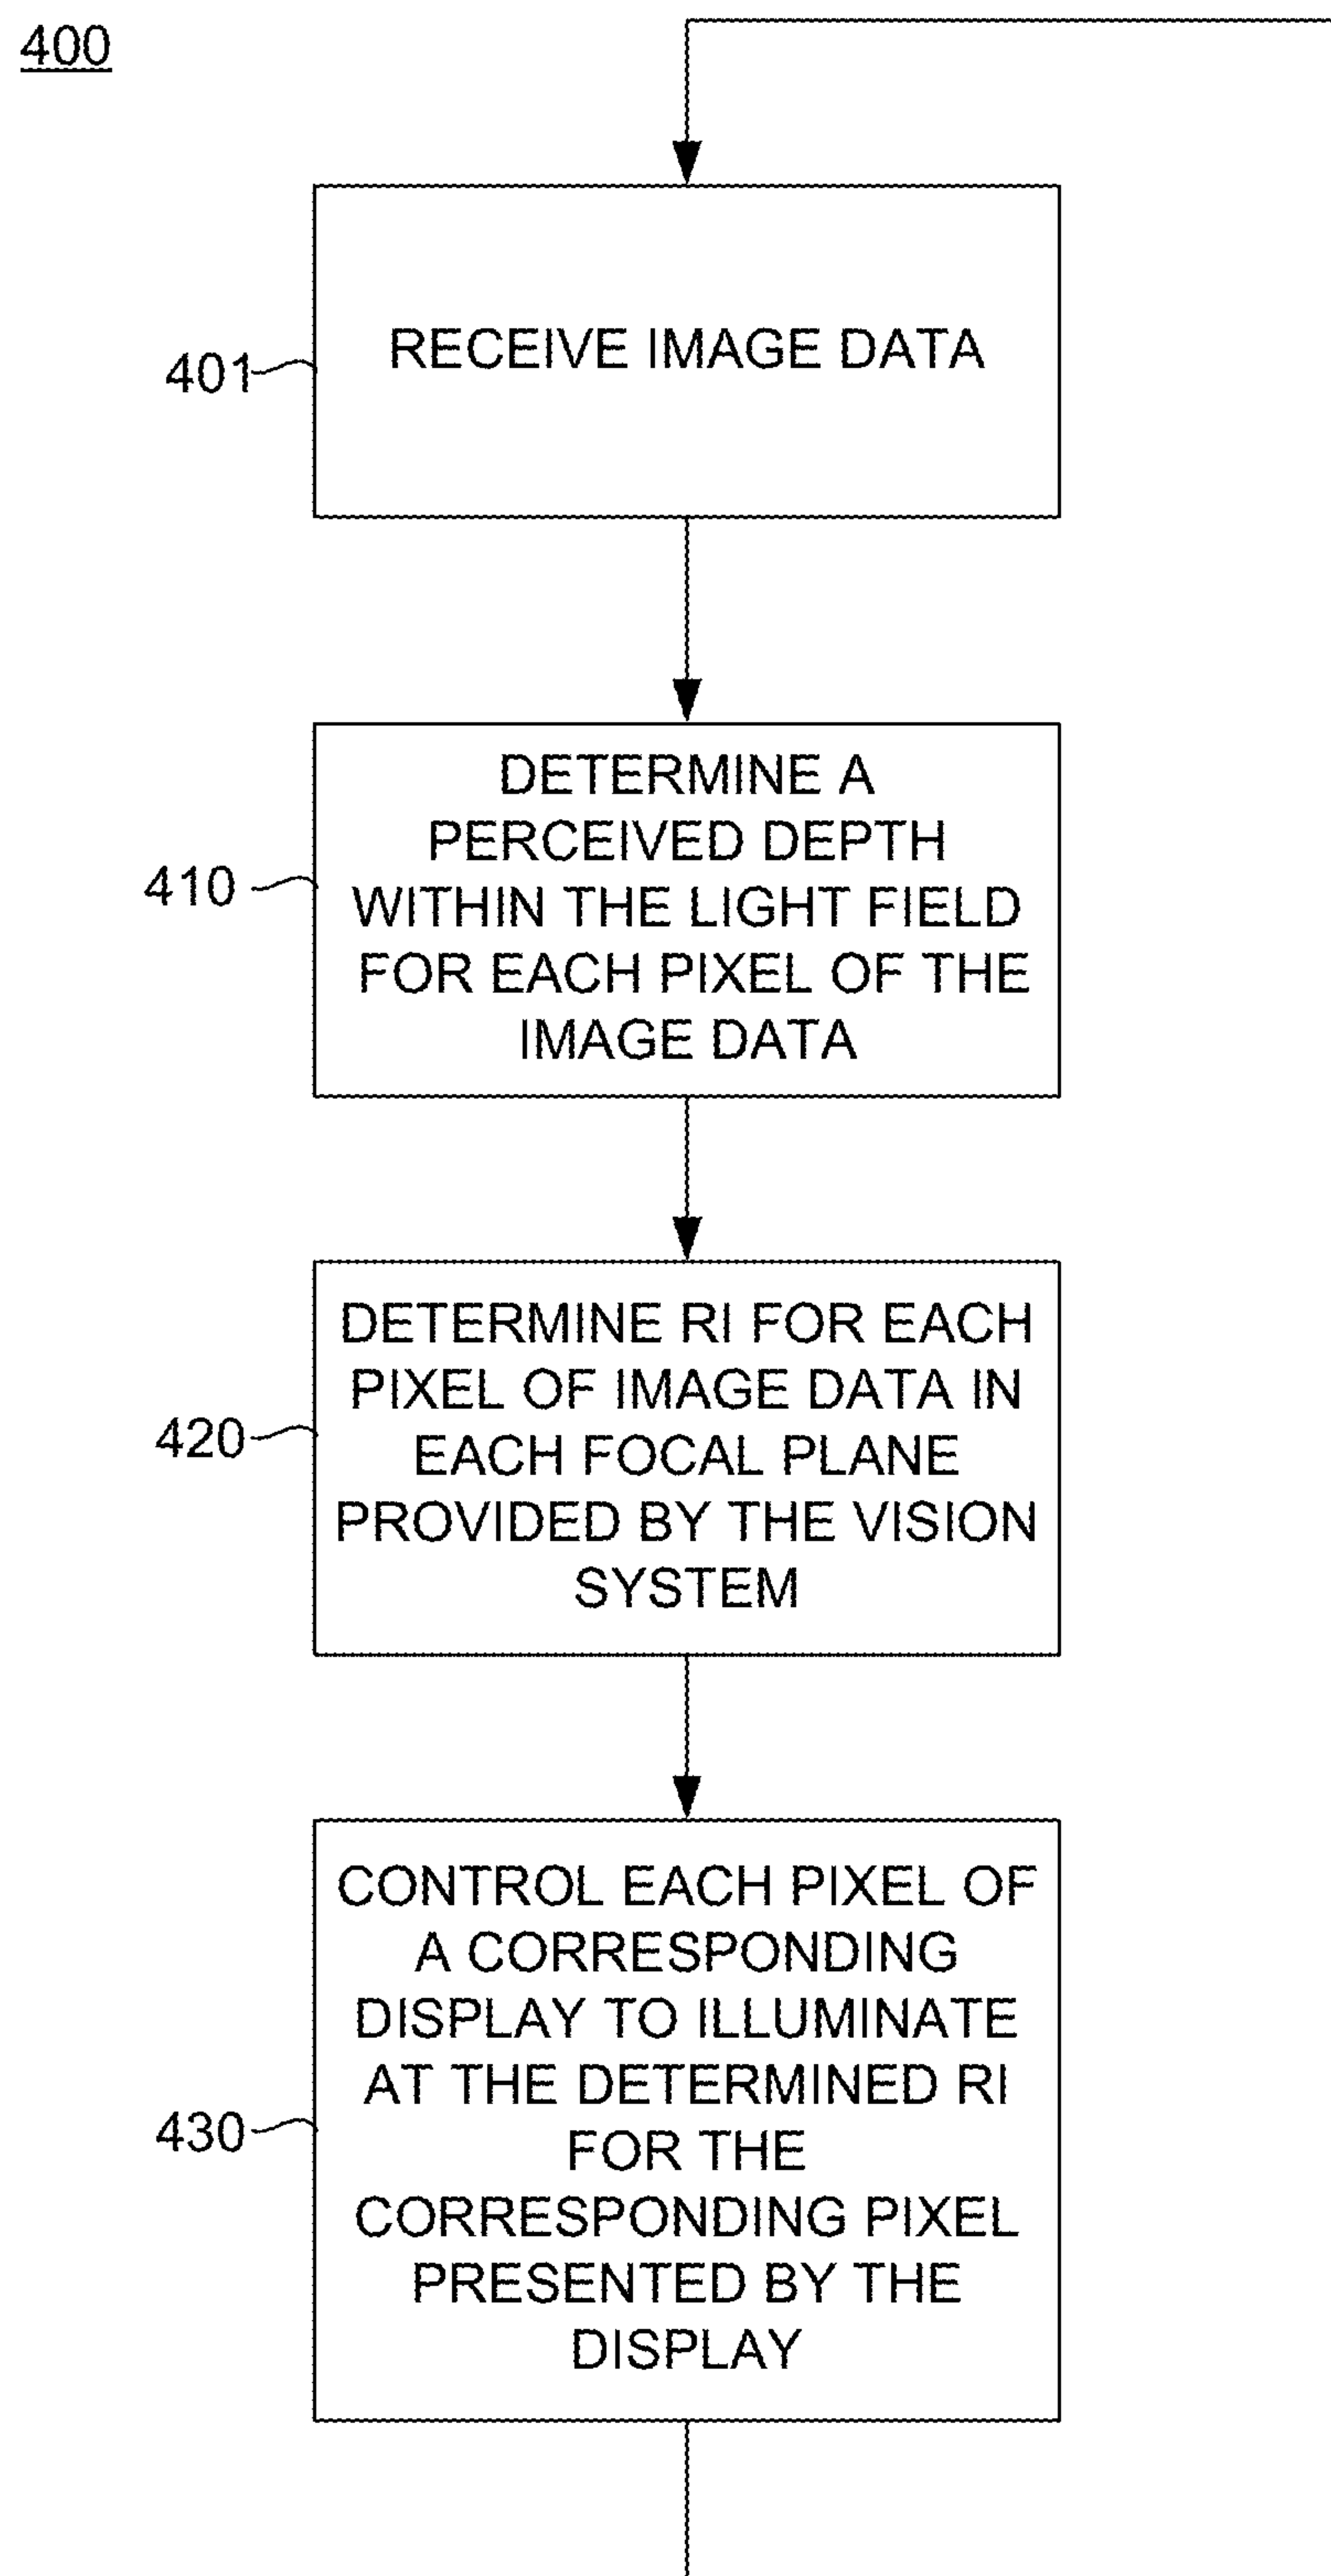 400
401
RECEIVE IMAGE DATA
410
DETERMINE A
PERCEIVED DEPTH
WITHIN THE LIGHT FIELD
FOR EACH PIXEL OF THE
IMAGE DATA
420
DETERMINE RI FOR EACH
PIXEL OF IMAGE DATA IN
EACH FOCAL PLANE
PROVIDED BY THE VISION
SYSTEM
430
CONTROL EACH PIXEL OF
A CORRESPONDING
DISPLAY TO ILLUMINATE
AT THE DETERMINED RI
FOR THE
CORRESPONDING PIXEL
PRESENTED BY THE
DISPLAY